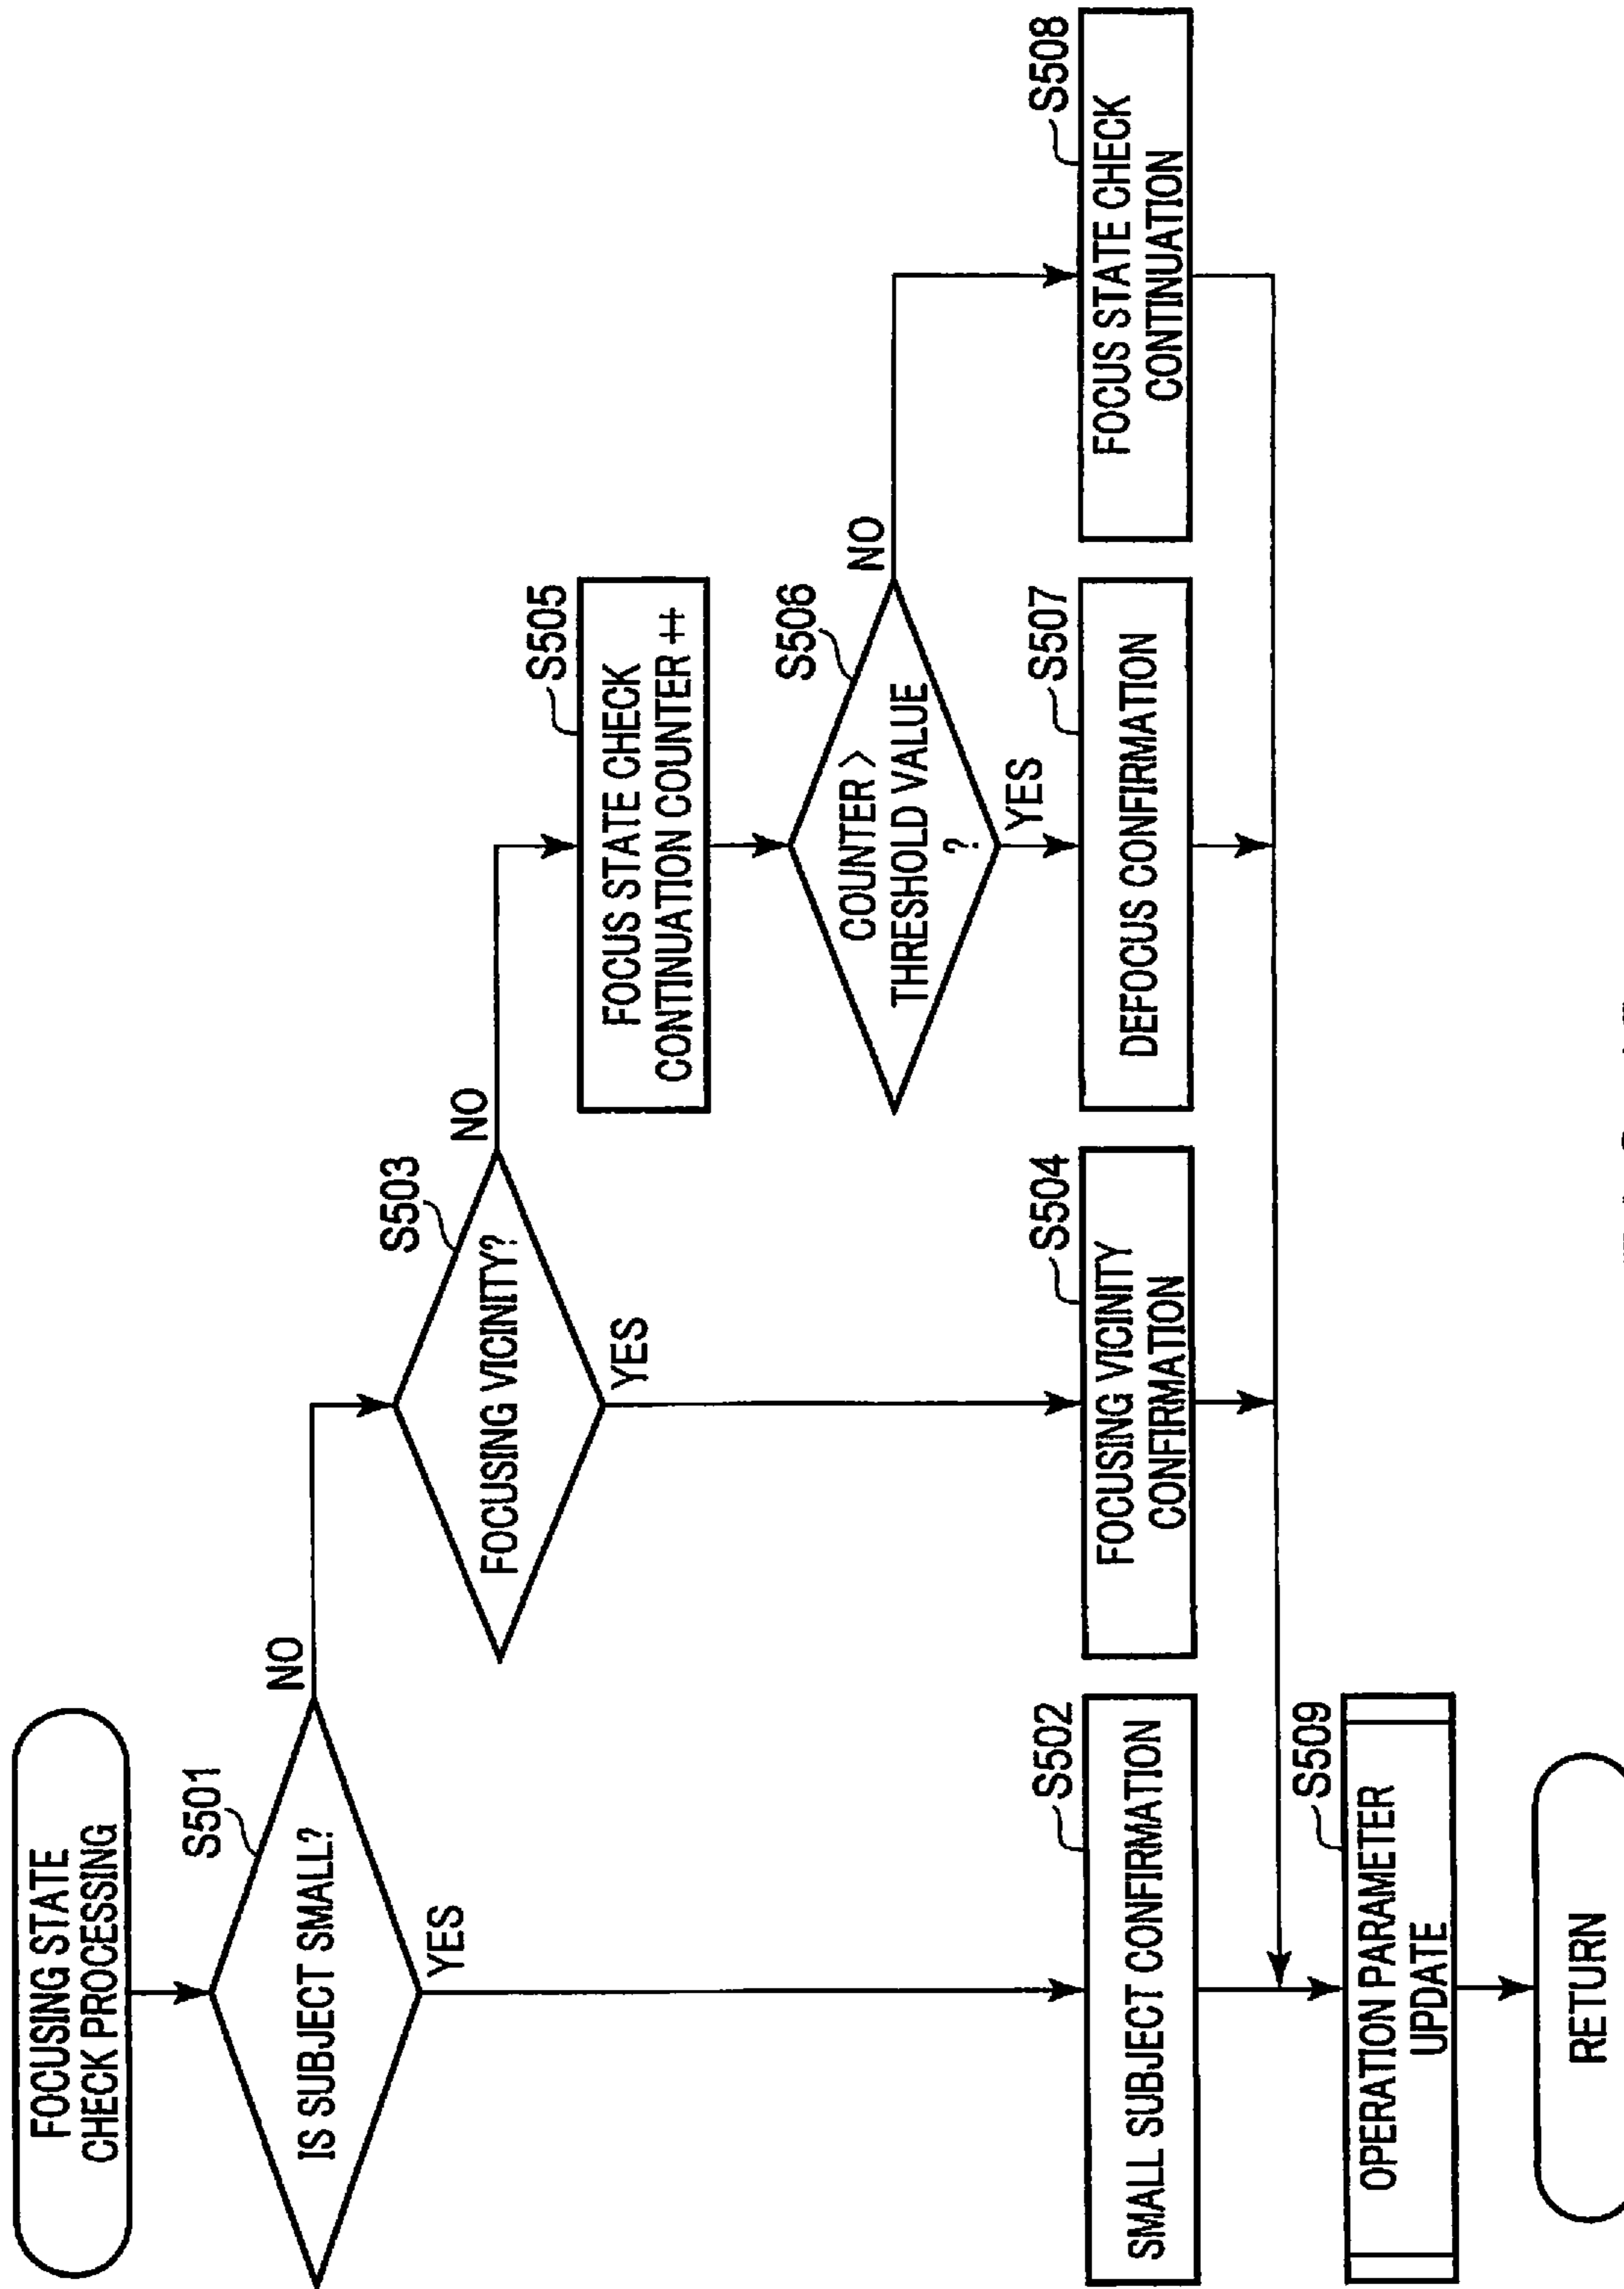 FOCUSING STATE
CHECK PROCESSING
S501
IS SUBJECT SMALL?
NO
YES
S503
FOCUSING VICINITY?
NO
YES
S505
FOCUS STATE CHECK
CONTINUATION COUNTER ++
S506
COUNTER >
THRESHOLD VALUE
?
NO
YES
S502
SMALL SUBJECT CONFIRMATION
S504
FOCUSING VICINITY
CONFIRMATION
S507
DEFOCUS CONFIRMATION
S508
FOCUS STATE CHECK
CONTINUATION
S509
OPERATION PARAMETER
UPDATE
RETURN